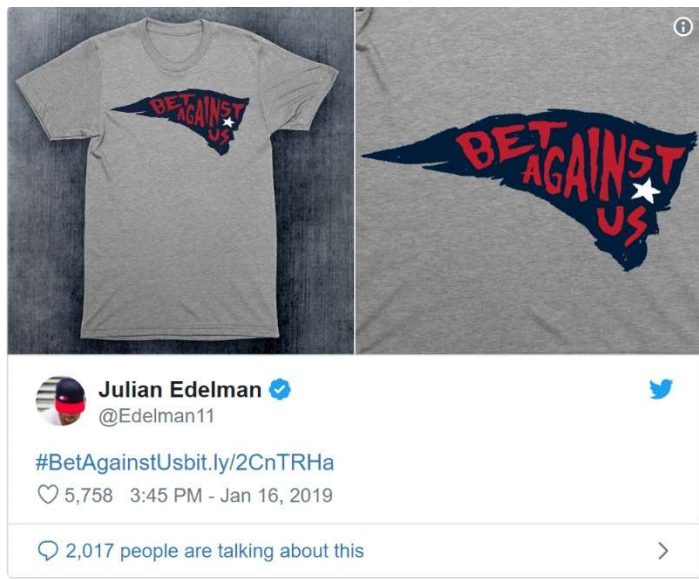 BET
AGAINST
US
BET
AGAINST
US
Julian Edelman
@Edelman11
#BetAgainstUsbit.ly/2CnTRHa
5,758 3:45 PM - Jan 16, 2019
2,017 people are talking about this